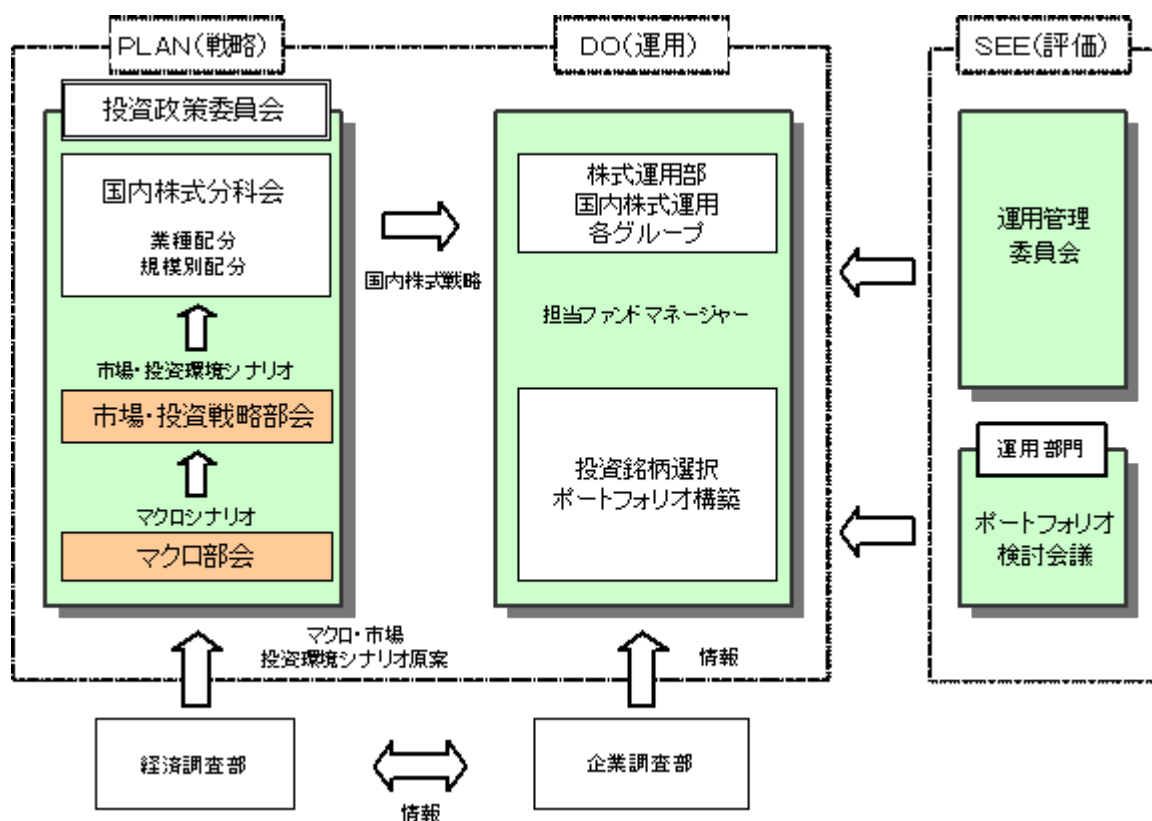 PLAN(戦略)
投資政策委員会
国内株式分科会
業種配分
規模別配分
市場・投資環境シナリオ
市場・投資戦略部会
マクロシナリオ
マクロ部会
国内株式戦略
DO(運用)
株式運用部
国内株式運用
各グループ
担当ファンドマネージャー
投資銘柄選択
ポートフォリオ構築
SEE(評価)
運用管理
委員会
運用部門
ポートフォリオ
検討会議
マクロ・市場
投資環境シナリオ原案
情報
経済調査部
情報
企業調査部